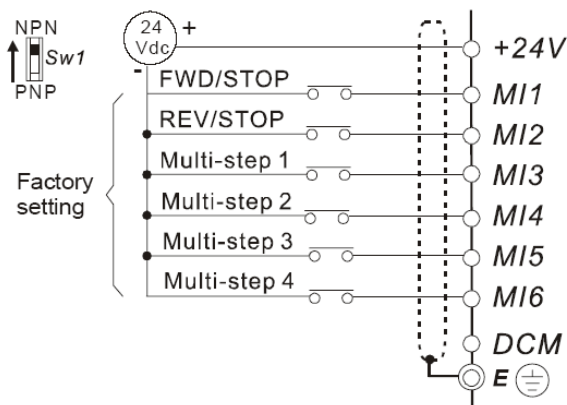 NPN
Sw1
PNP
24
Vdc
+
-
+24V
FWD/STOP
MI1
REV/STOP
MI2
Multi-step 1
MI3
Factory
setting
Multi-step 2
MI4
Multi-step 3
MI5
Multi-step 4
MI6
DCM
E